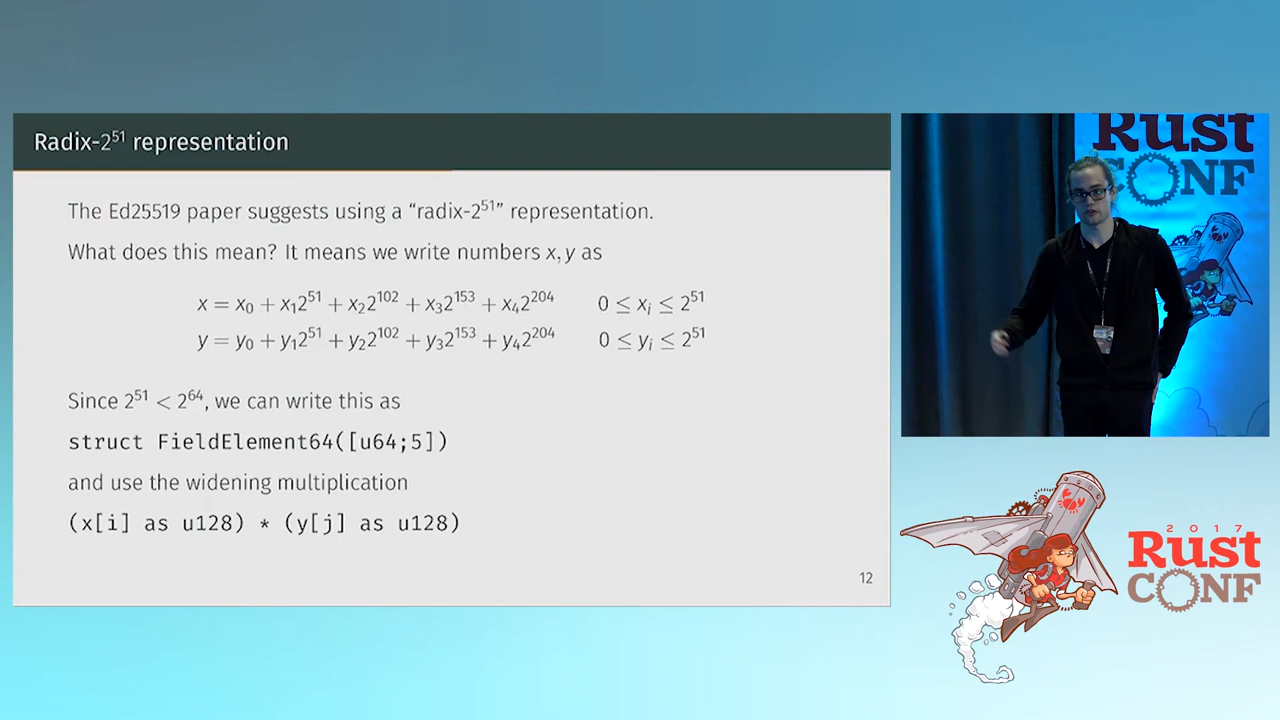 Radix-2⁵¹ representation
The Ed25519 paper suggests using a “radix-2⁵¹” representation.
What does this mean? It means we write numbers x, y as
x = x₀ + x₁2⁵¹ + x₂2¹⁰² + x₃2¹⁵³ + x₄2²⁰⁴ 0 ≤ xᵢ ≤ 2⁵¹
y = y₀ + y₁2⁵¹ + y₂2¹⁰² + y₃2¹⁵³ + y₄2²⁰⁴ 0 ≤ yᵢ ≤ 2⁵¹
Since 2⁵¹ < 2⁶⁴, we can write this as
struct FieldElement64([u64;5])
and use the widening multiplication
(x[i] as u128) * (y[j] as u128)
12
Rust
CONF
2017
Rust
CONF